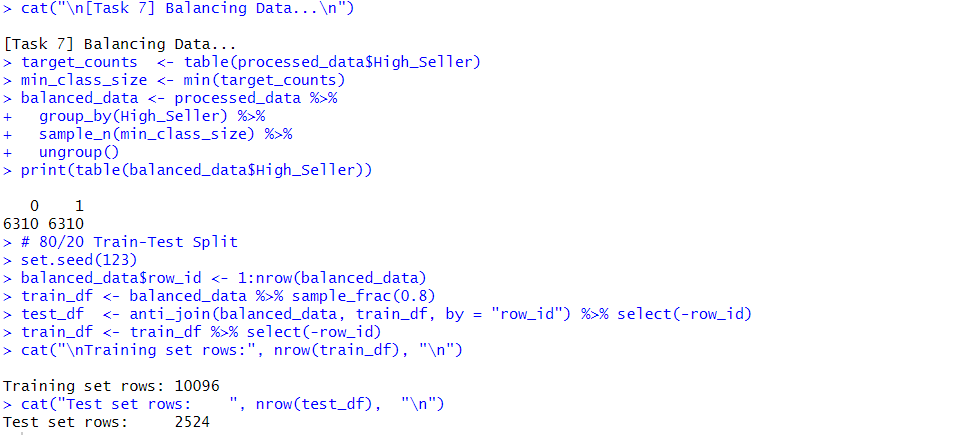 > cat("\n[Task 7] Balancing Data...\n")

[Task 7] Balancing Data...
> target_counts  <- table(processed_data$High_Seller)
> min_class_size <- min(target_counts)
> balanced_data <- processed_data %>%
+   group_by(High_Seller) %>%
+   sample_n(min_class_size) %>%
+   ungroup()
> print(table(balanced_data$High_Seller))

   0    1
6310 6310
> # 80/20 Train-Test Split
> set.seed(123)
> balanced_data$row_id <- 1:nrow(balanced_data)
> train_df <- balanced_data %>% sample_frac(0.8)
> test_df  <- anti_join(balanced_data, train_df, by = "row_id") %>% select(-row_id)
> train_df <- train_df %>% select(-row_id)
> cat("\nTraining set rows:", nrow(train_df), "\n")

Training set rows: 10096
> cat("Test set rows:    ", nrow(test_df),  "\n")
Test set rows:     2524